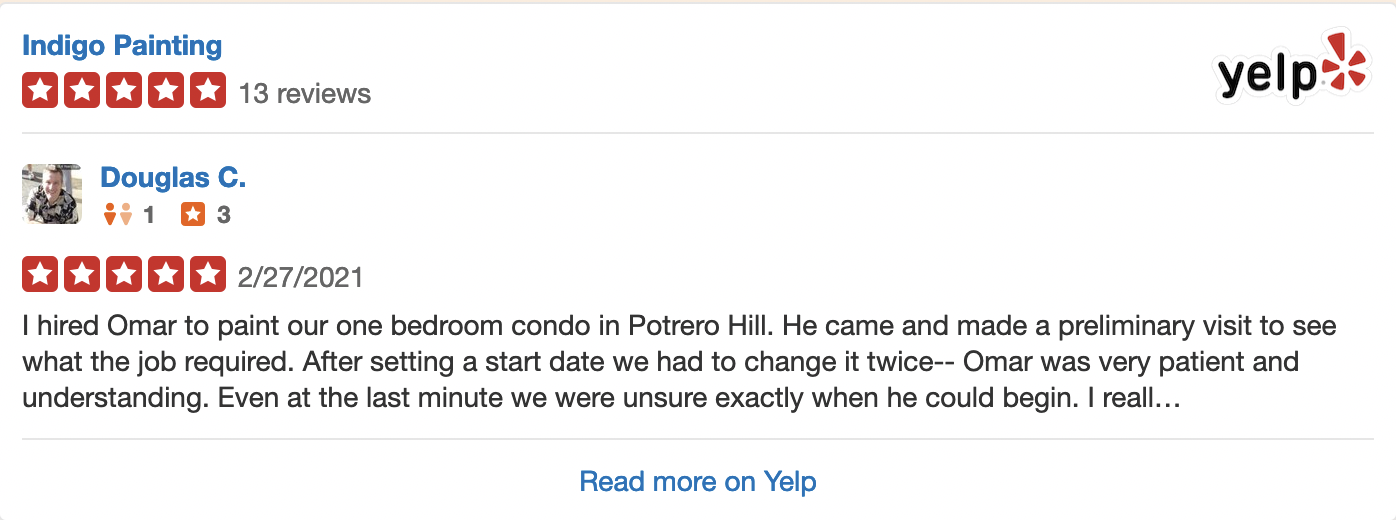 Indigo Painting
13 reviews
yelp
Douglas C.
1 3
2/27/2021
I hired Omar to paint our one bedroom condo in Potrero Hill. He came and made a preliminary visit to see
what the job required. After setting a start date we had to change it twice-- Omar was very patient and
understanding. Even at the last minute we were unsure exactly when he could begin. I reall…
Read more on Yelp